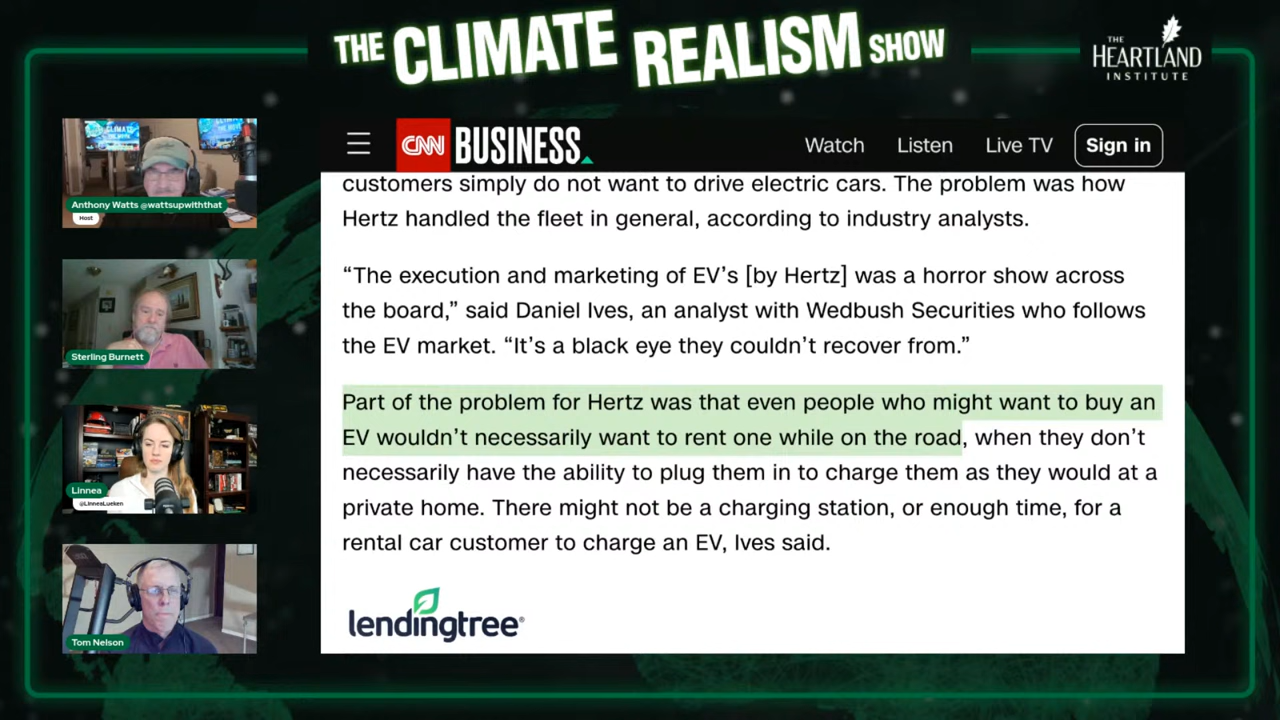 THE CLIMATE REALISM SHOW
THE
HEARTLAND
INSTITUTE
CNN BUSINESS
Watch
Listen
Live TV
Sign in
Anthony Watts @wattsupwiththat
Host
Sterling Burnett
Linnea
@LinneaLueken
Tom Nelson
customers simply do not want to drive electric cars. The problem was how
Hertz handled the fleet in general, according to industry analysts.
“The execution and marketing of EV’s [by Hertz] was a horror show across
the board,” said Daniel Ives, an analyst with Wedbush Securities who follows
the EV market. “It’s a black eye they couldn’t recover from.”
Part of the problem for Hertz was that even people who might want to buy an
EV wouldn’t necessarily want to rent one while on the road, when they don’t
necessarily have the ability to plug them in to charge them as they would at a
private home. There might not be a charging station, or enough time, for a
rental car customer to charge an EV, Ives said.
lendingtree